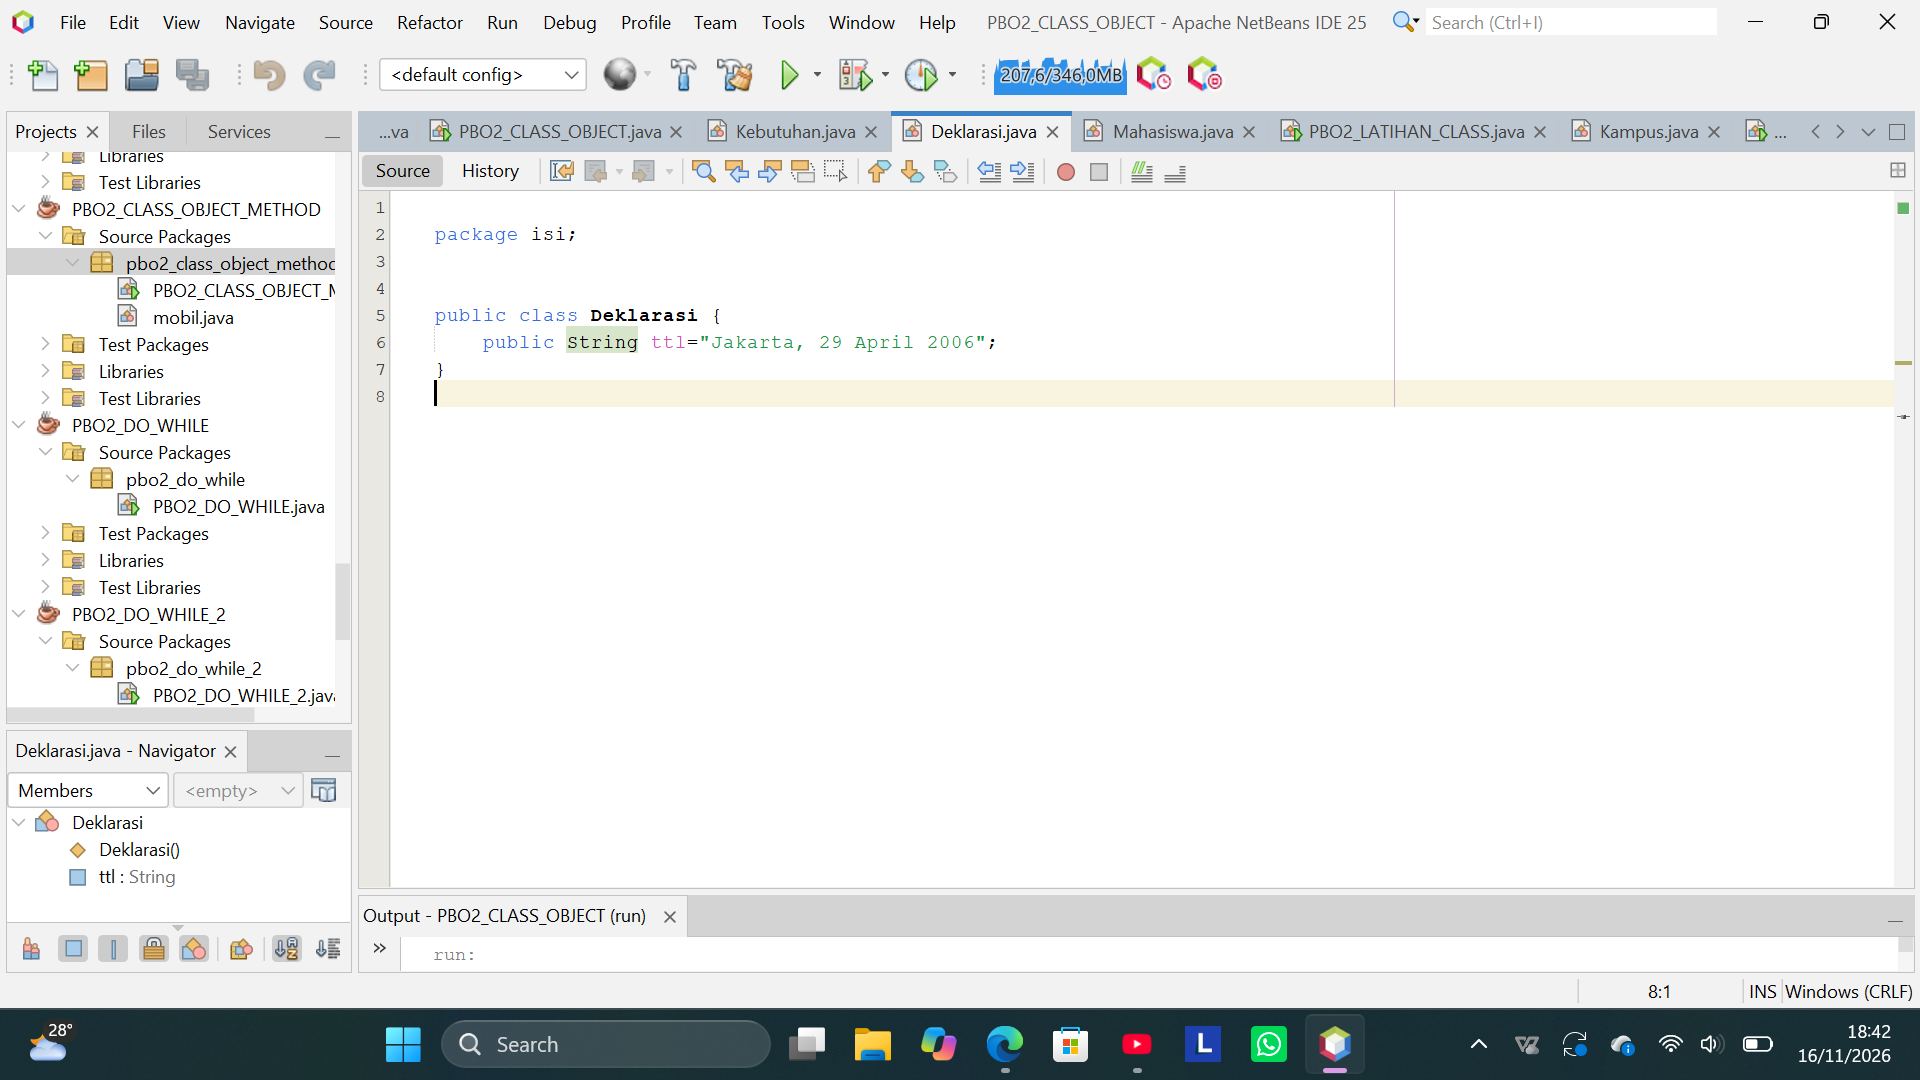 File Edit View Navigate Source Refactor Run Debug Profile Team Tools Window Help PBO2_CLASS_OBJECT - Apache NetBeans IDE 25 Search (Ctrl+I)
<default config> 207,6/346,0MB
Projects Files Services
...va PBO2_CLASS_OBJECT.java Kebutuhan.java Deklarasi.java Mahasiswa.java PBO2_LATIHAN_CLASS.java Kampus.java ...
Source History
Libraries
Test Libraries
PBO2_CLASS_OBJECT_METHOD
Source Packages
pbo2_class_object_method
PBO2_CLASS_OBJECT_M
mobil.java
Test Packages
Libraries
Test Libraries
PBO2_DO_WHILE
Source Packages
pbo2_do_while
PBO2_DO_WHILE.java
Test Packages
Libraries
Test Libraries
PBO2_DO_WHILE_2
Source Packages
pbo2_do_while_2
PBO2_DO_WHILE_2.java
1
2 package isi;
3
4
5 public class Deklarasi {
6 public String ttl="Jakarta, 29 April 2006";
7 }
8
Deklarasi.java - Navigator
Members <empty>
Deklarasi
Deklarasi()
ttl : String
Output - PBO2_CLASS_OBJECT (run)
run:
8:1 INS Windows (CRLF)
28°
Search
L
18:42
16/11/2026